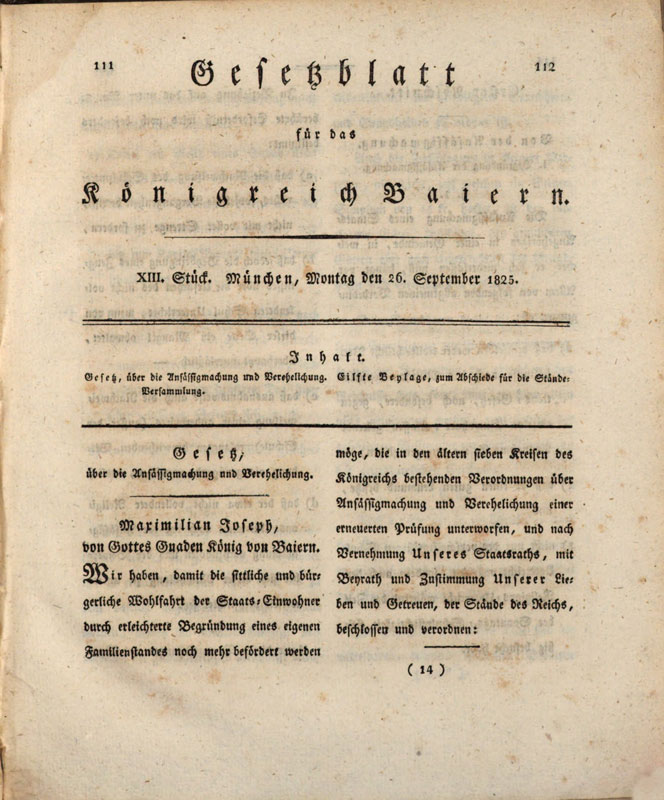 111
Gesetzblatt
112
für das
Königreich Baiern.
XIII. Stück. München, Montag den 26. September 1825.
Inhalt.
Gesetz, über die Ansässigmachung und Verehelichung. Eilfte Beylage, zum Abschiede für die Stände-
Versammlung.
Gesetz,
über die Ansässigmachung und Verehelichung.
Maximilian Joseph,
von Gottes Gnaden König von Baiern.
Wir haben, damit die sittliche und bür-
gerliche Wohlfahrt der Staats-Einwohner
durch erleichterte Begründung eines eigenen
Familienstandes noch mehr befördert werden
möge, die in den ältern sieben Kreisen des
Königreichs bestehenden Verordnungen über
Ansässigmachung und Verehelichung einer
erneuerten Prüfung unterworfen, und nach
Vernehmung Unseres Staatsraths, mit
Beyrath und Zustimmung Unserer Lie-
ben und Getreuen, der Stände des Reichs,
beschlossen und verordnen:
(14)